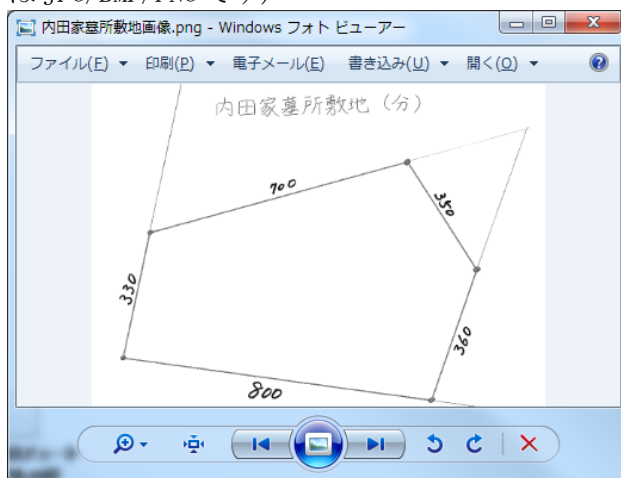 内田家墓所敷地画像.png - Windows フォト ビューアー
ファイル(F) 印刷(P) 電子メール(E) 書き込み(U) 開く(O)
内田家墓所敷地（分）
700
350
330
360
800